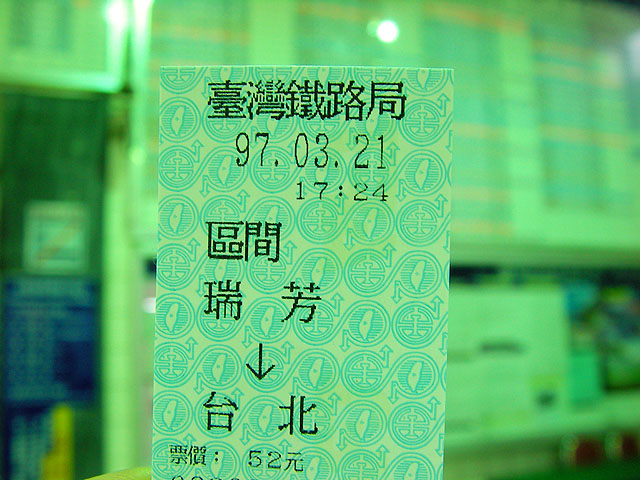 臺灣鐵路局
97.03.21
17:24
區間
瑞 芳
↓
台 北
票價： 52元